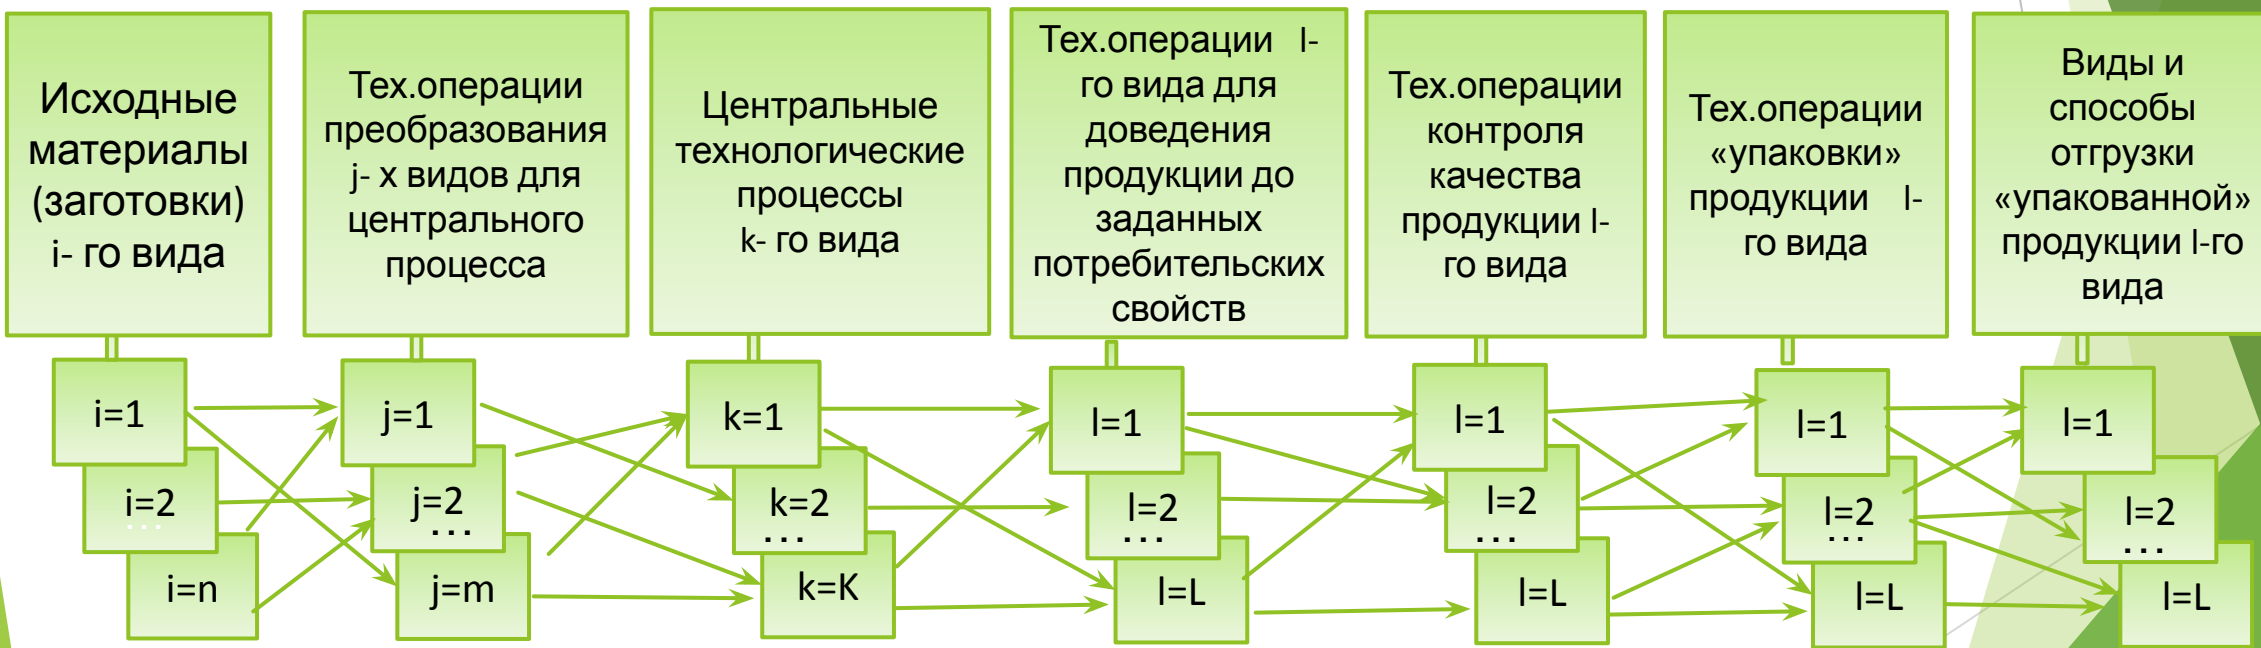 Исходные
материалы
(заготовки)
i- го вида
Тех.операции
преобразования
j- х видов для
центрального
процесса
Центральные
технологические
процессы
k- го вида
Тех.операции l-
го вида для
доведения
продукции до
заданных
потребительских
свойств
Тех.операции
контроля
качества
продукции l-
го вида
Тех.операции
«упаковки»
продукции l-
го вида
Виды и
способы
отгрузки
«упакованной»
продукции l-го
вида
i=1
i=2
...
i=n
j=1
j=2
...
j=m
k=1
k=2
...
k=K
l=1
l=2
...
l=L
l=1
l=2
...
l=L
l=1
l=2
...
l=L
l=1
l=2
...
l=L